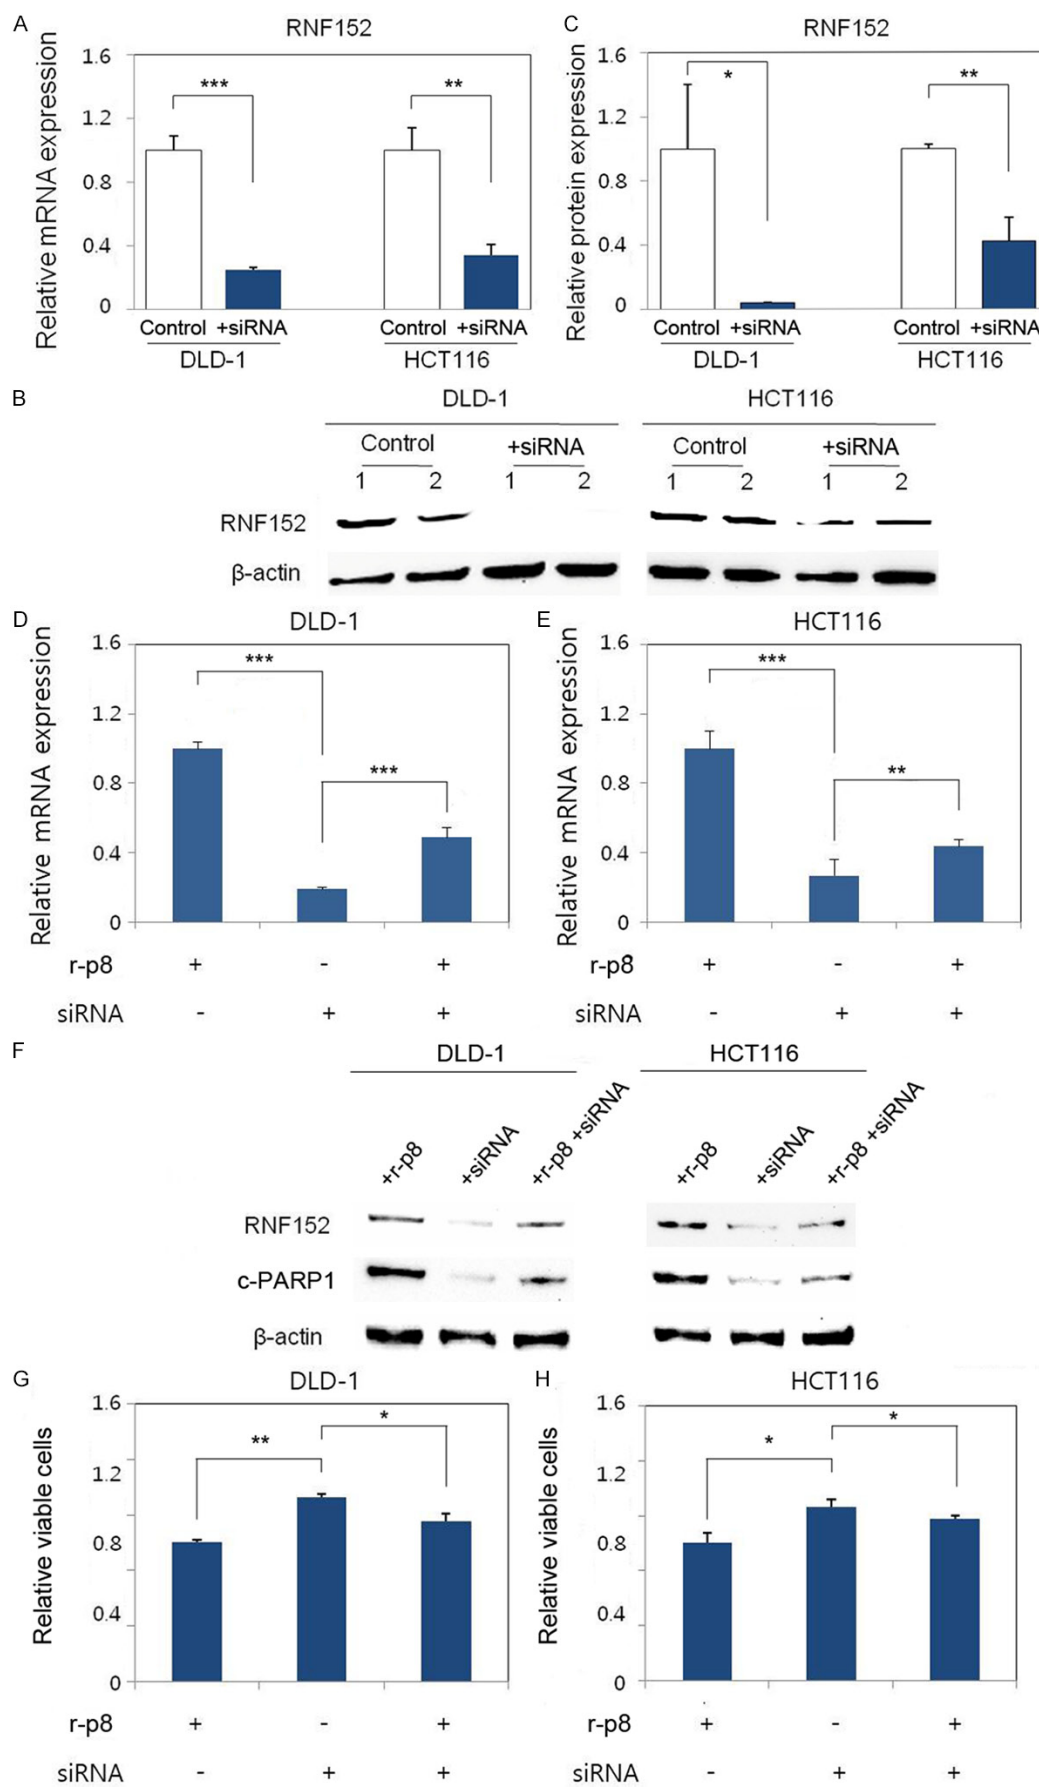 A
RNF152
Relative mRNA expression
1.6
1.2
0.8
0.4
0
***
**
Control +siRNA
Control +siRNA
DLD-1
HCT116
C
RNF152
Relative protein expression
1.6
1.2
0.8
0.4
0
*
**
Control +siRNA
Control +siRNA
DLD-1
HCT116
B
DLD-1
HCT116
Control
+siRNA
Control
+siRNA
1 2 1 2 1 2 1 2
RNF152
β-actin
D
DLD-1
Relative mRNA expression
1.6
1.2
0.8
0.4
0
***
***
r-p8 + - +
siRNA - + +
E
HCT116
Relative mRNA expression
1.6
1.2
0.8
0.4
0
***
**
+ - +
- + +
F
DLD-1
HCT116
+r-p8
+siRNA
+r-p8 +siRNA
+r-p8
+siRNA
+r-p8 +siRNA
RNF152
c-PARP1
β-actin
G
DLD-1
Relative viable cells
1.6
1.2
0.8
0.4
0
**
*
r-p8 + - +
siRNA - + +
H
HCT116
Relative viable cells
1.6
1.2
0.8
0.4
0
*
*
+ - +
- + +